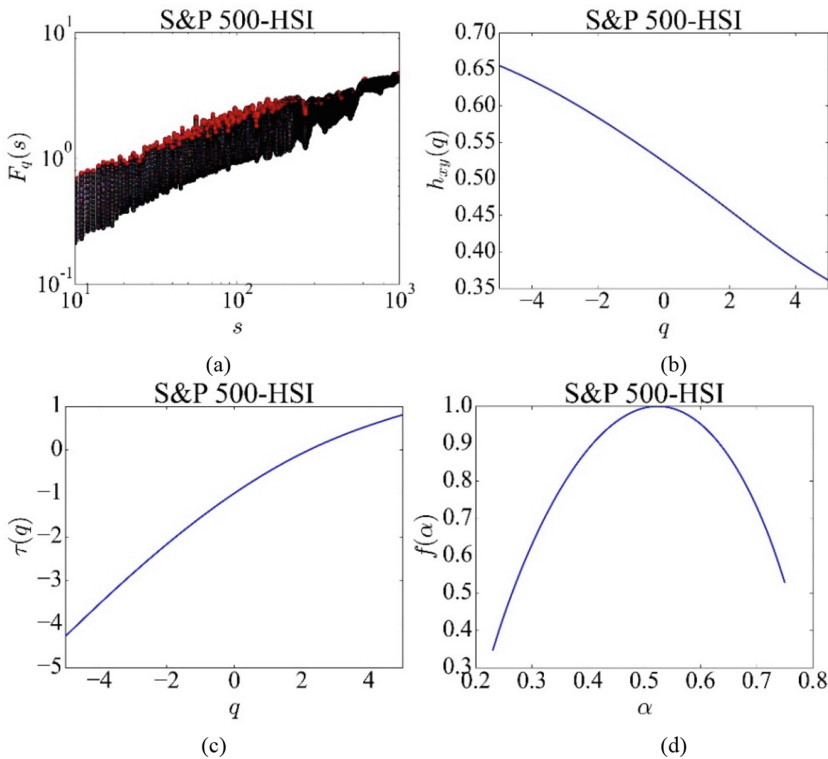 S&P 500-HSI
F_q(s)
10^1
10^0
10^-1
10^1 10^2 10^3
s
(a)
S&P 500-HSI
h_xy(q)
0.70
0.65
0.60
0.55
0.50
0.45
0.40
0.35
−4 −2 0 2 4
q
(b)
S&P 500-HSI
τ(q)
1
0
−1
−2
−3
−4
−5
−4 −2 0 2 4
q
(c)
S&P 500-HSI
f(α)
1.0
0.9
0.8
0.7
0.6
0.5
0.4
0.3
0.2 0.3 0.4 0.5 0.6 0.7 0.8
α
(d)